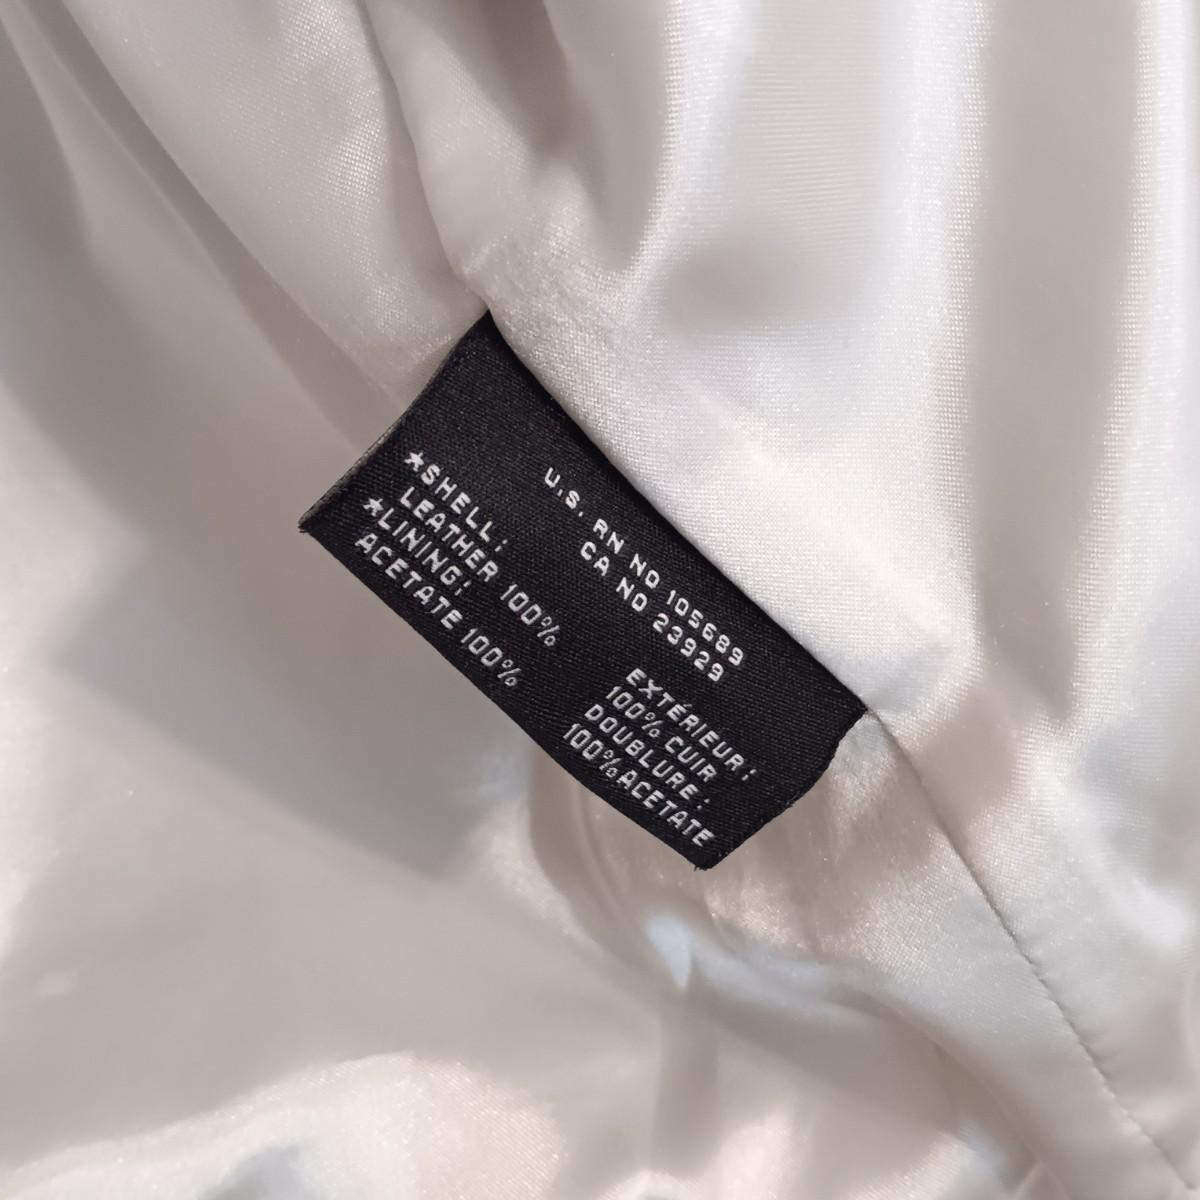 U.S. RN NO 105689
CA NO 23929
★SHELL:
LEATHER 100%
★LINING:
ACETATE 100%
EXTÉRIEUR:
100% CUIR
DOUBLURE:
100% ACETATE